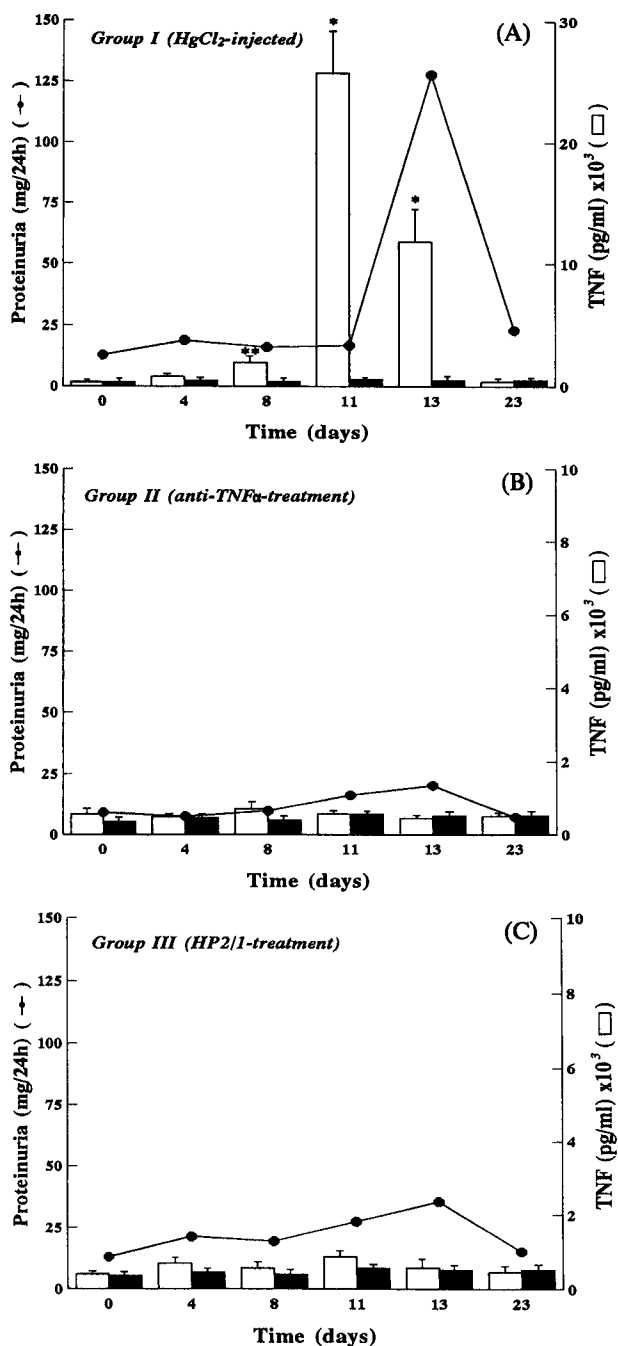 Group I (HgCl₂-injected)
(A)
Proteinuria (mg/24h) ( )
150
125
100
75
50
25
0
*
*
**
30
20
10
0
TNF (pg/ml) x10³ ( )
0 4 8 11 13 23
Time (days)
Group II (anti-TNFα-treatment)
(B)
Proteinuria (mg/24h) ( )
150
125
100
75
50
25
0
10
8
6
4
2
0
TNF (pg/ml) x10³ ( )
0 4 8 11 13 23
Time (days)
Group III (HP2/1-treatment)
(C)
Proteinuria (mg/24h) ( )
150
125
100
75
50
25
0
10
8
6
4
2
0
TNF (pg/ml) x10³ ( )
0 4 8 11 13 23
Time (days)